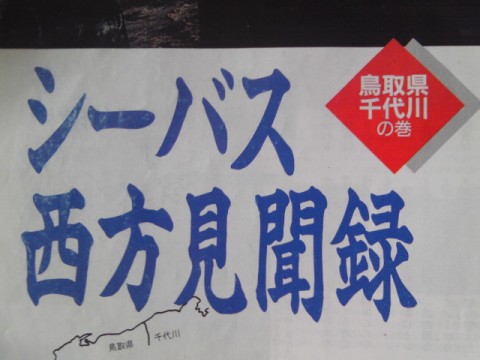 シーバス
西方見聞録
鳥取県
千代川
の巻
鳥取県
千代川